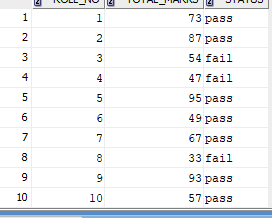 ROLL_NO TOTAL_MARKS STATUS
1 1 73 pass
2 2 87 pass
3 3 54 fail
4 4 47 fail
5 5 95 pass
6 6 49 pass
7 7 67 pass
8 8 33 fail
9 9 93 pass
10 10 57 pass